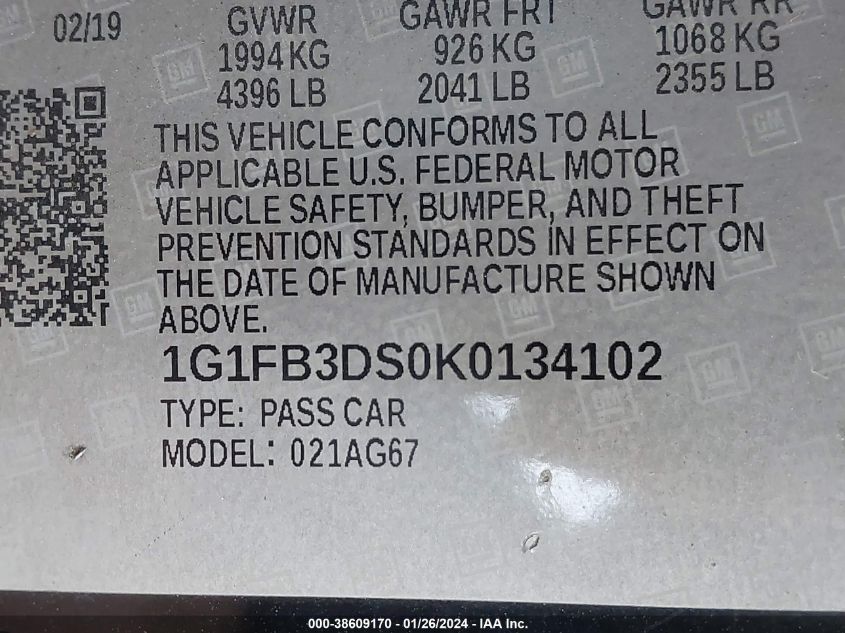 02/19 GVWR GAWR FRT GAWR RR
1994 KG 926 KG 1068 KG
4396 LB 2041 LB 2355 LB
THIS VEHICLE CONFORMS TO ALL
APPLICABLE U.S. FEDERAL MOTOR
VEHICLE SAFETY, BUMPER, AND THEFT
PREVENTION STANDARDS IN EFFECT ON
THE DATE OF MANUFACTURE SHOWN
ABOVE.
1G1FB3DS0K0134102
TYPE: PASS CAR
MODEL: 021AG67
000-38609170 - 01/26/2024 - IAA Inc.